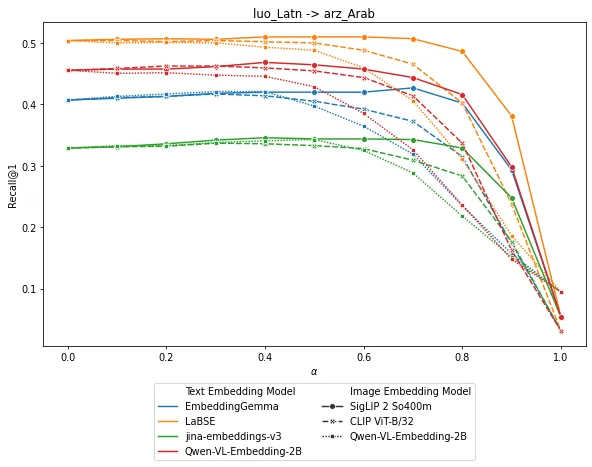 luo_Latn -> arz_Arab
Recall@1
0.5
0.4
0.3
0.2
0.1
0.0 0.2 0.4 0.6 0.8 1.0
α
Text Embedding Model
EmbeddingGemma
LaBSE
jina-embeddings-v3
Qwen-VL-Embedding-2B
Image Embedding Model
SigLIP 2 So400m
CLIP ViT-B/32
Qwen-VL-Embedding-2B